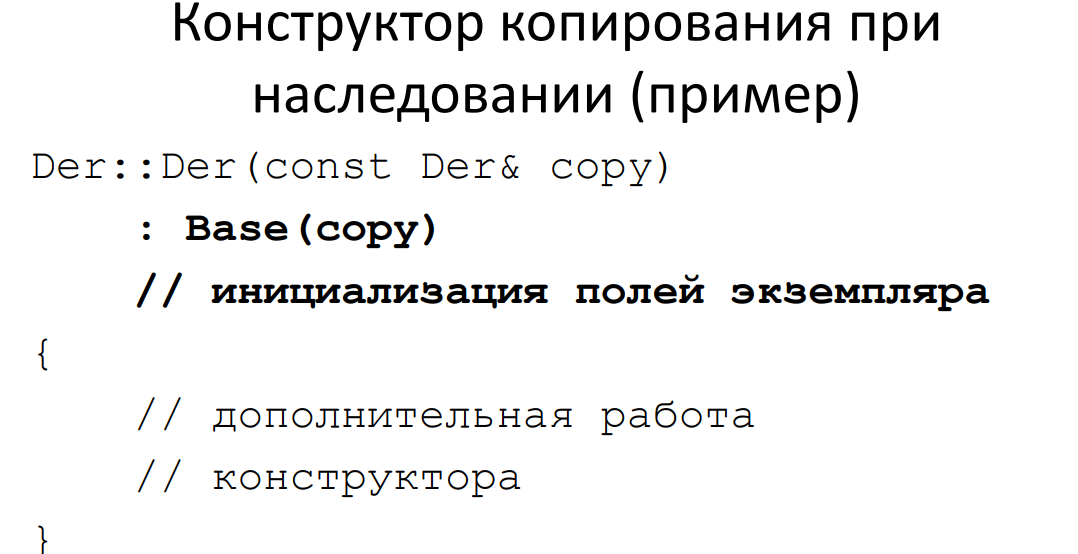 Конструктор копирования при
наследовании (пример)
Der::Der(const Der& copy)
: Base(copy)
// инициализация полей экземпляра
{
// дополнительная работа
// конструктора
}